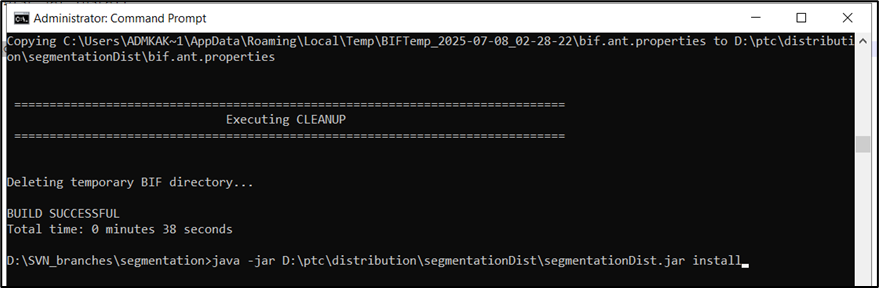 Administrator: Command Prompt
Copying C:\Users\ADMKAK~1\AppData\Roaming\Local\Temp\BIFTemp_2025-07-08_02-28-22\bif.ant.properties to D:\ptc\distributi
on\segmentationDist\bif.ant.properties
==============================================================================
Executing CLEANUP
==============================================================================
Deleting temporary BIF directory...
BUILD SUCCESSFUL
Total time: 0 minutes 38 seconds
D:\SVN_branches\segmentation>java -jar D:\ptc\distribution\segmentationDist\segmentationDist.jar install